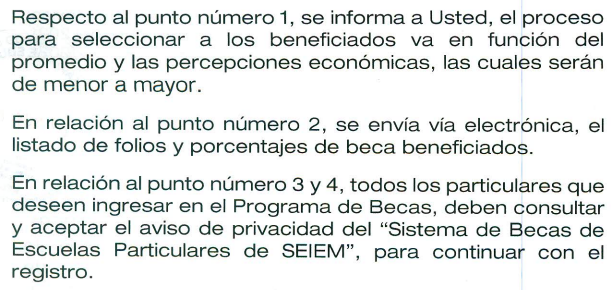 Respecto al punto número 1, se informa a Usted, el proceso
para seleccionar a los beneficiados va en función del
promedio y las percepciones económicas, las cuales serán
de menor a mayor.
En relación al punto número 2, se envía vía electrónica, el
listado de folios y porcentajes de beca beneficiados.
En relación al punto número 3 y 4, todos los particulares que
deseen ingresar en el Programa de Becas, deben consultar
y aceptar el aviso de privacidad del “Sistema de Becas de
Escuelas Particulares de SEIEM”, para continuar con el
registro.